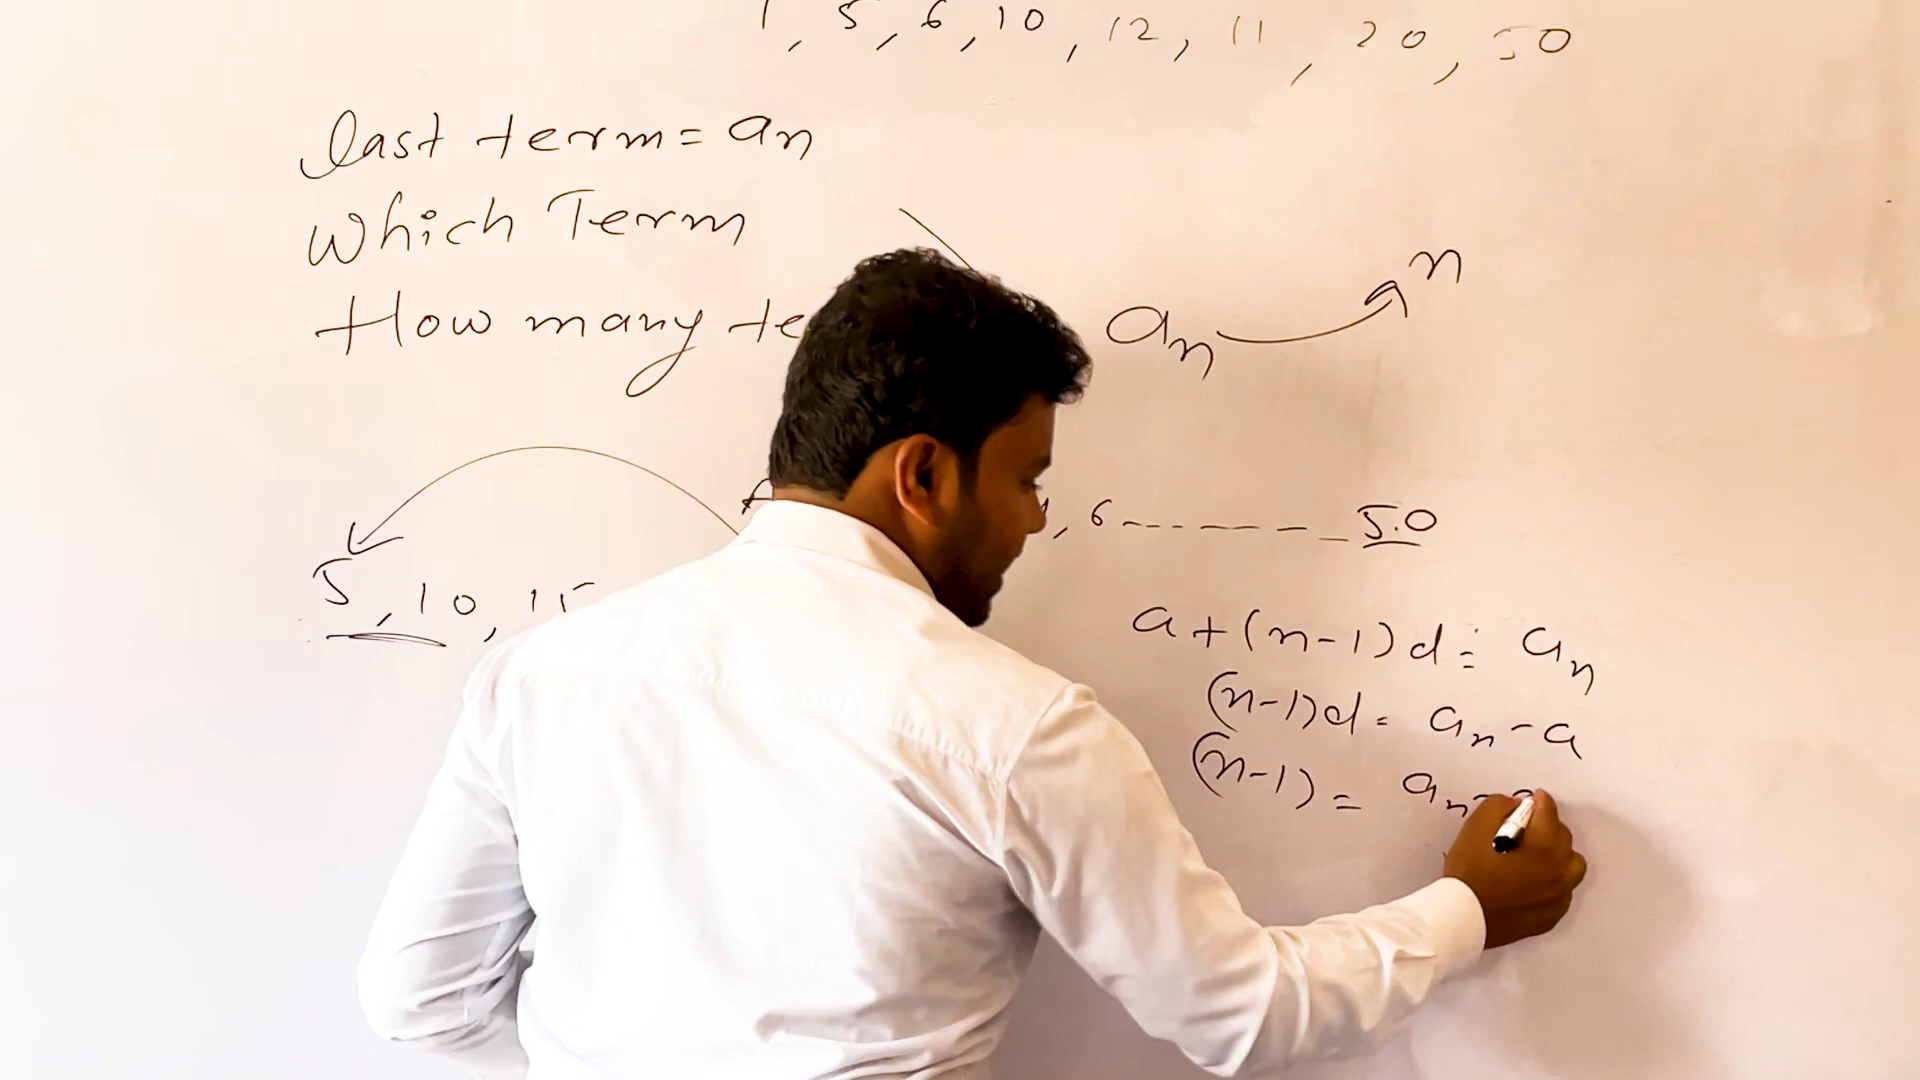 1, 5, 6, 10, 12, 11, 20, 50
last term = an
Which Term
How many te
an n
, 6 - - - - - - - 50
5, 10, 15
a + (n-1)d = an
(n-1)d = an - a
(n-1) = an -